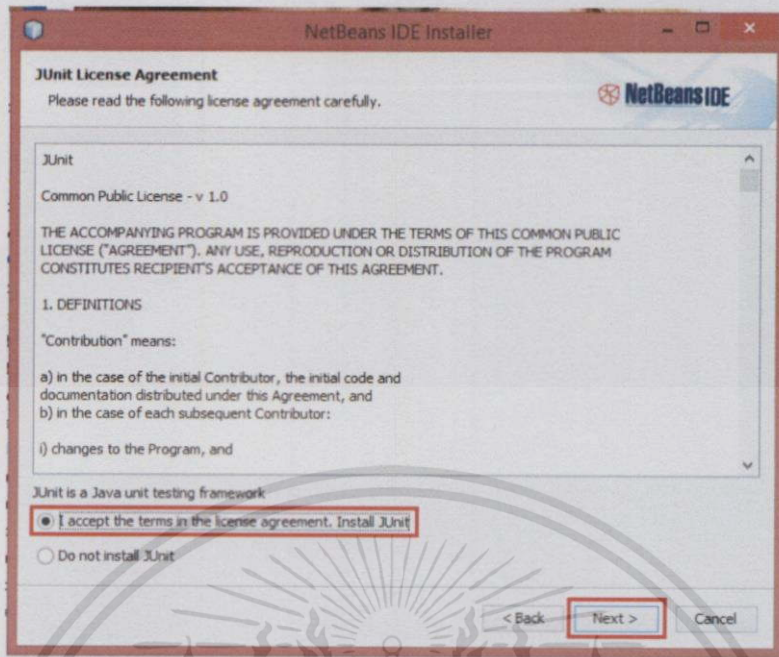 NetBeans IDE Installer
JUnit License Agreement
Please read the following license agreement carefully.
NetBeans IDE
JUnit
Common Public License - v 1.0
THE ACCOMPANYING PROGRAM IS PROVIDED UNDER THE TERMS OF THIS COMMON PUBLIC
LICENSE ("AGREEMENT"). ANY USE, REPRODUCTION OR DISTRIBUTION OF THE PROGRAM
CONSTITUTES RECIPIENT'S ACCEPTANCE OF THIS AGREEMENT.
1. DEFINITIONS
"Contribution" means:
a) in the case of the initial Contributor, the initial code and
documentation distributed under this Agreement, and
b) in the case of each subsequent Contributor:
i) changes to the Program, and
JUnit is a Java unit testing framework
I accept the terms in the license agreement. Install JUnit
Do not install JUnit
< Back
Next >
Cancel